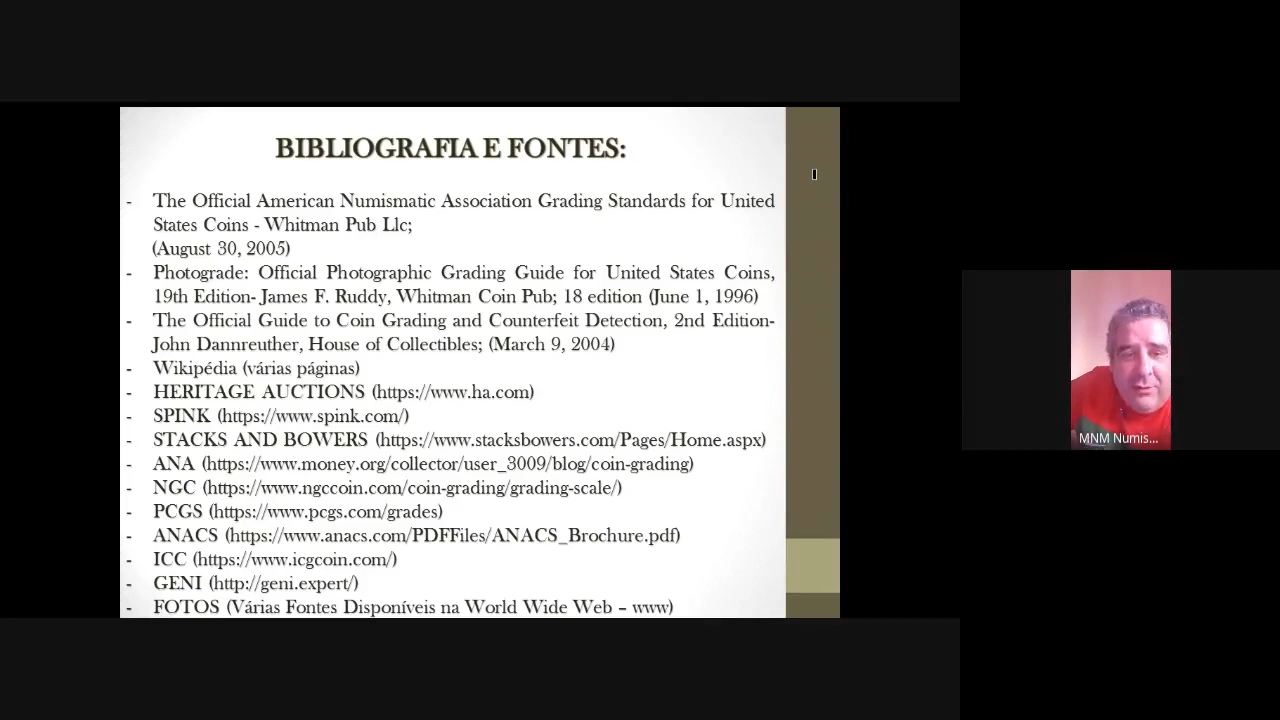 BIBLIOGRAFIA E FONTES:
- The Official American Numismatic Association Grading Standards for United
States Coins - Whitman Pub Llc;
(August 30, 2005)
- Photograde: Official Photographic Grading Guide for United States Coins,
19th Edition- James F. Ruddy, Whitman Coin Pub; 18 edition (June 1, 1996)
- The Official Guide to Coin Grading and Counterfeit Detection, 2nd Edition-
John Dannreuther, House of Collectibles; (March 9, 2004)
- Wikipédia (várias páginas)
- HERITAGE AUCTIONS (https://www.ha.com)
- SPINK (https://www.spink.com/)
- STACKS AND BOWERS (https://www.stacksbowers.com/Pages/Home.aspx)
- ANA (https://www.money.org/collector/user_3009/blog/coin-grading)
- NGC (https://www.ngccoin.com/coin-grading/grading-scale/)
- PCGS (https://www.pcgs.com/grades)
- ANACS (https://www.anacs.com/PDFFiles/ANACS_Brochure.pdf)
- ICC (https://www.icgcoin.com/)
- GENI (http://geni.expert/)
- FOTOS (Várias Fontes Disponíveis na World Wide Web – www)
MNM Numis...